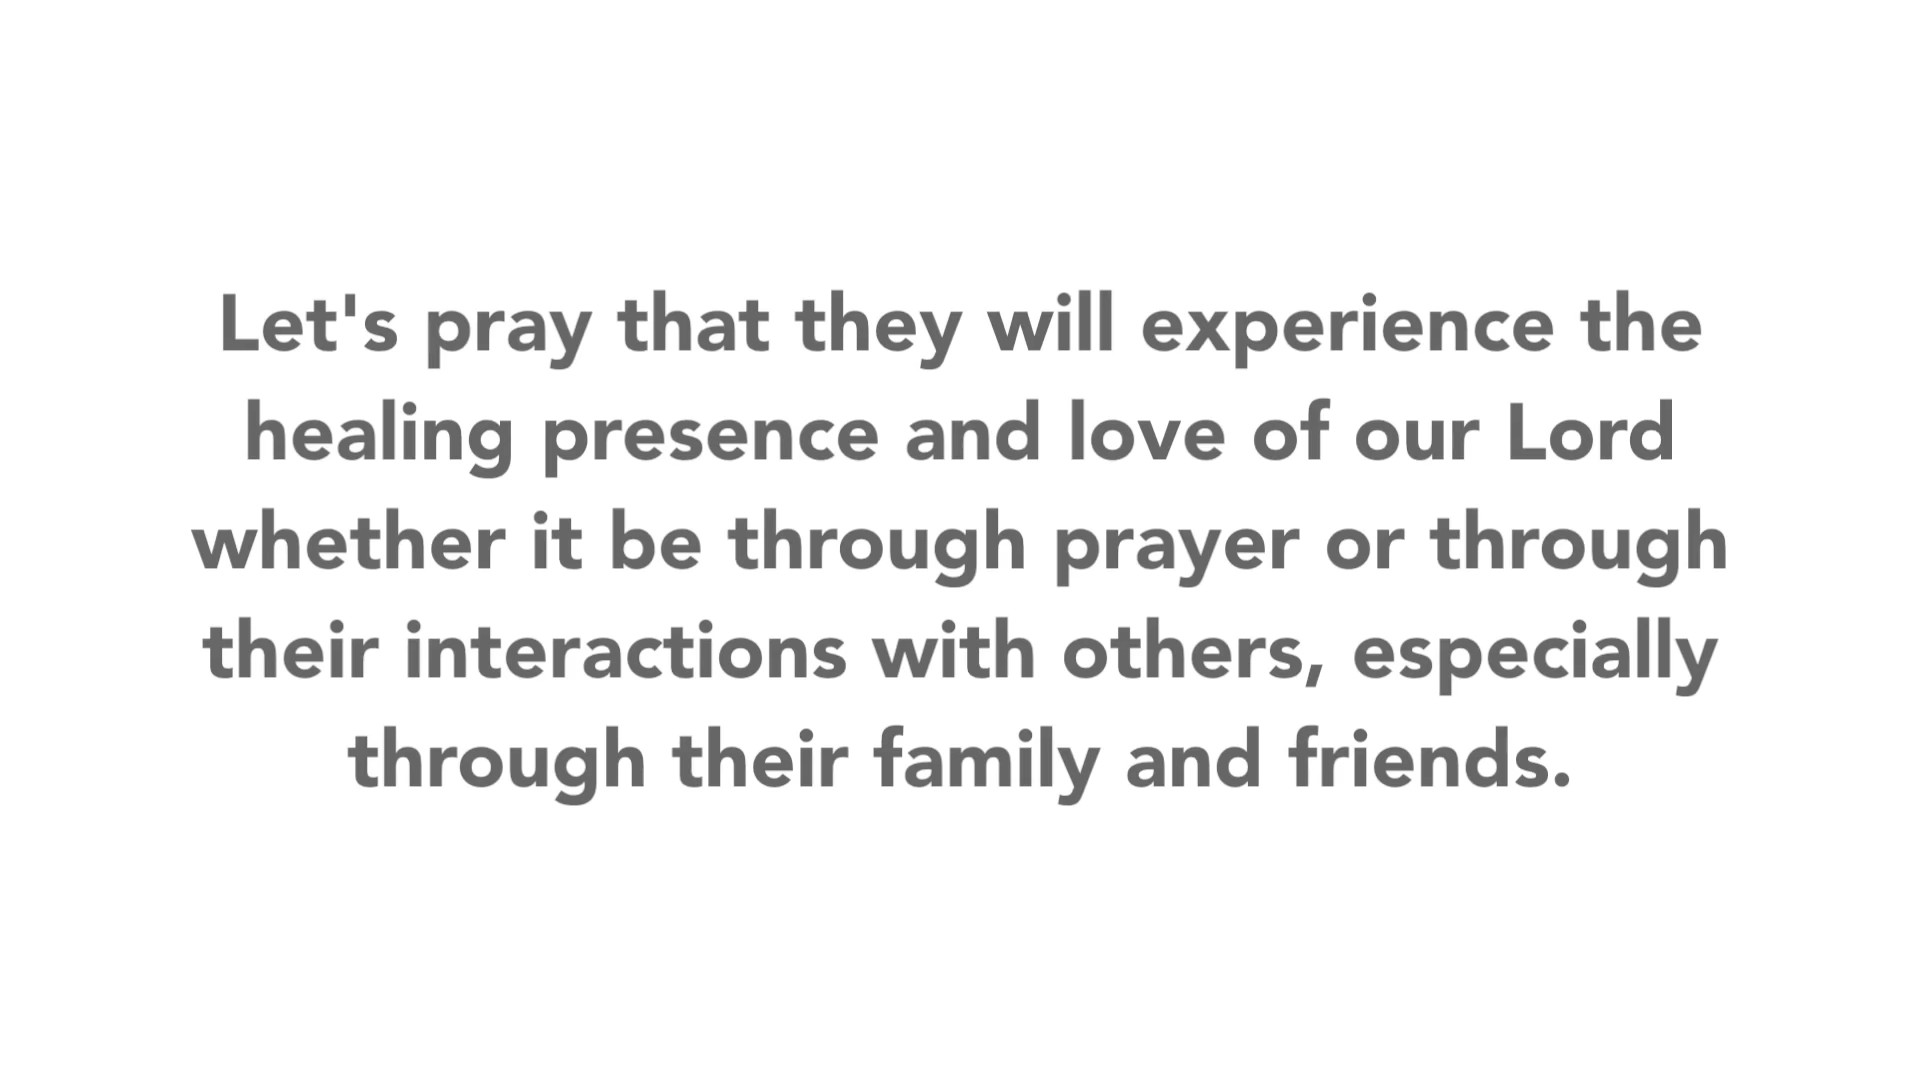 Let's pray that they will experience the
healing presence and love of our Lord
whether it be through prayer or through
their interactions with others, especially
through their family and friends.